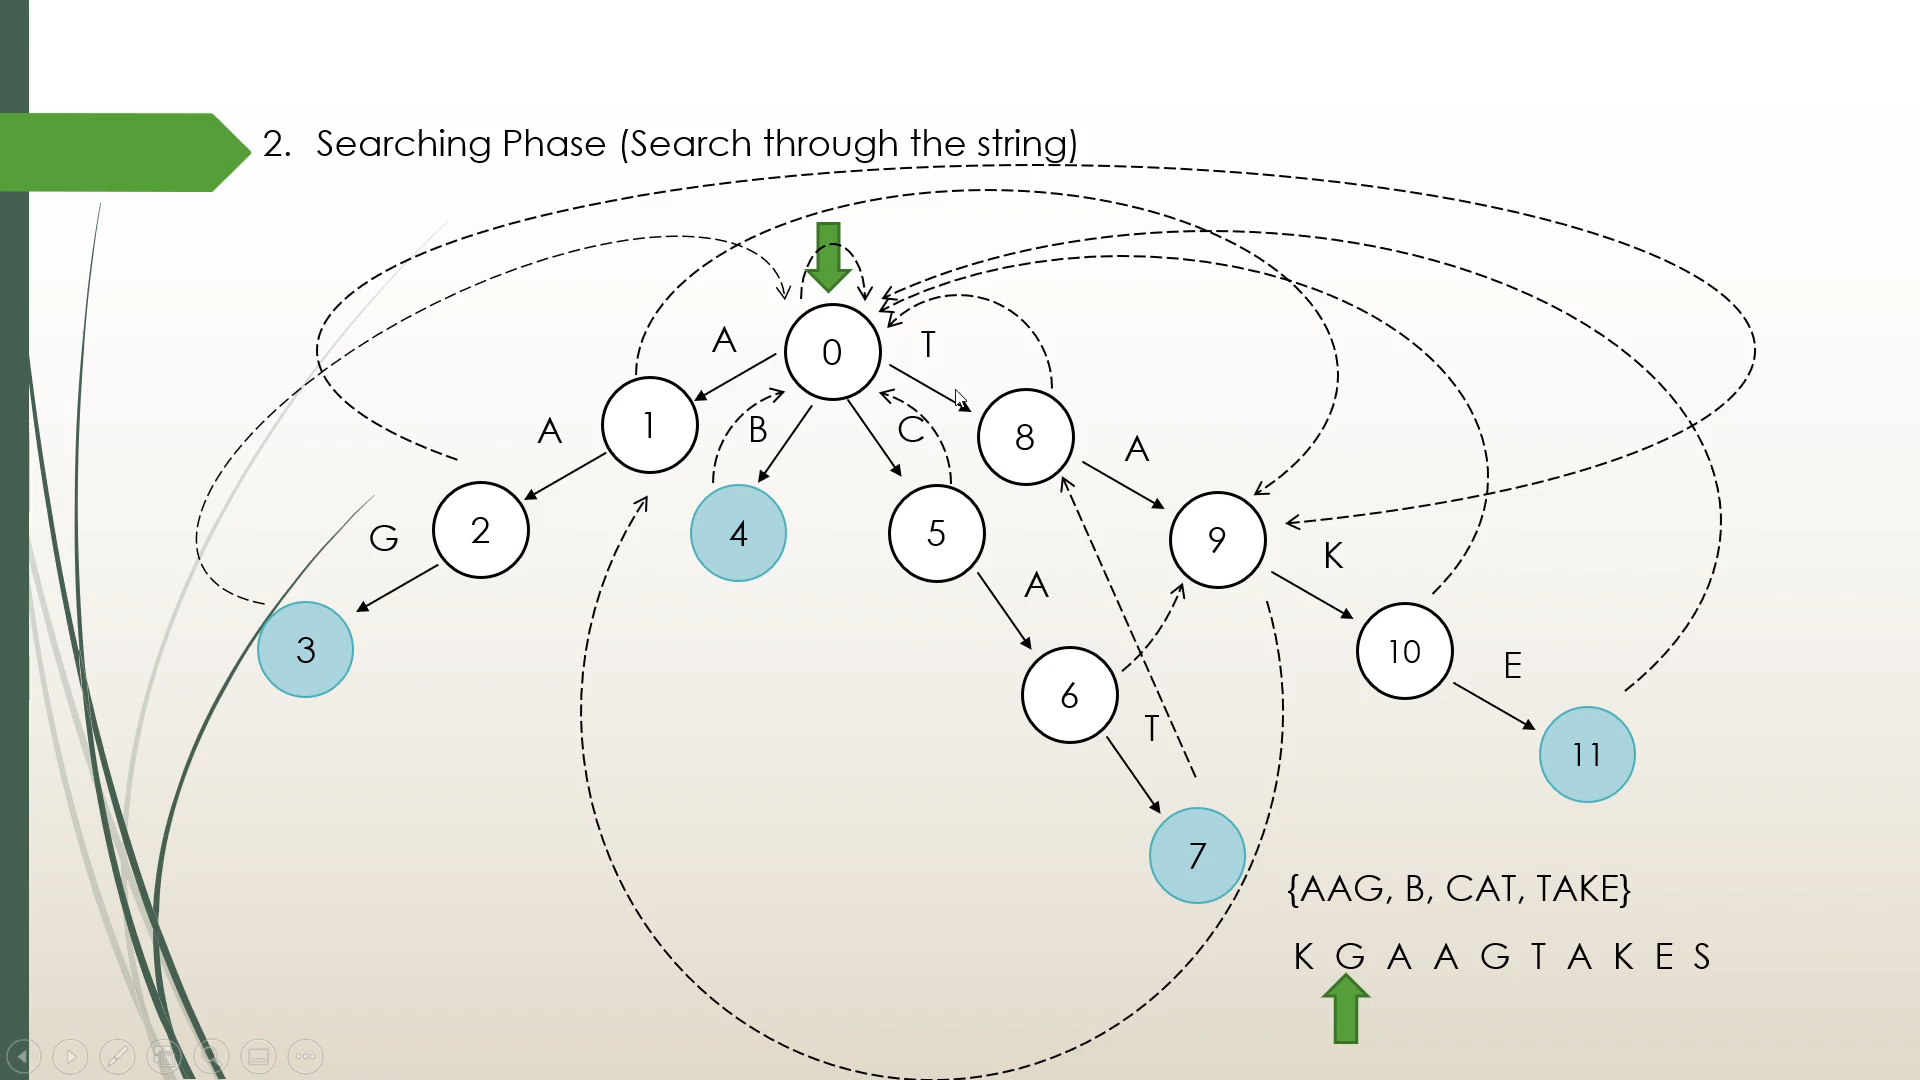 2. Searching Phase (Search through the string)
0
A
T
1
A
B
C
8
A
2
G
4
5
9
K
A
3
6
10
E
T
11
7
{AAG, B, CAT, TAKE}
K G A A G T A K E S